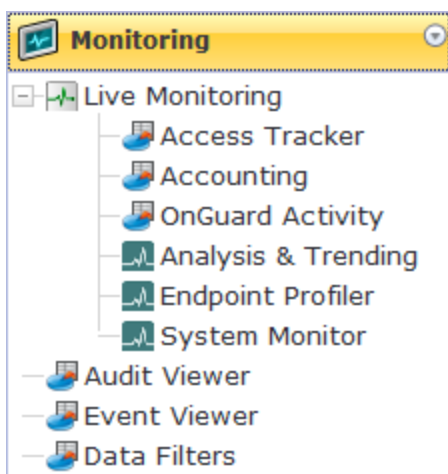 Monitoring
Live Monitoring
Access Tracker
Accounting
OnGuard Activity
Analysis & Trending
Endpoint Profiler
System Monitor
Audit Viewer
Event Viewer
Data Filters